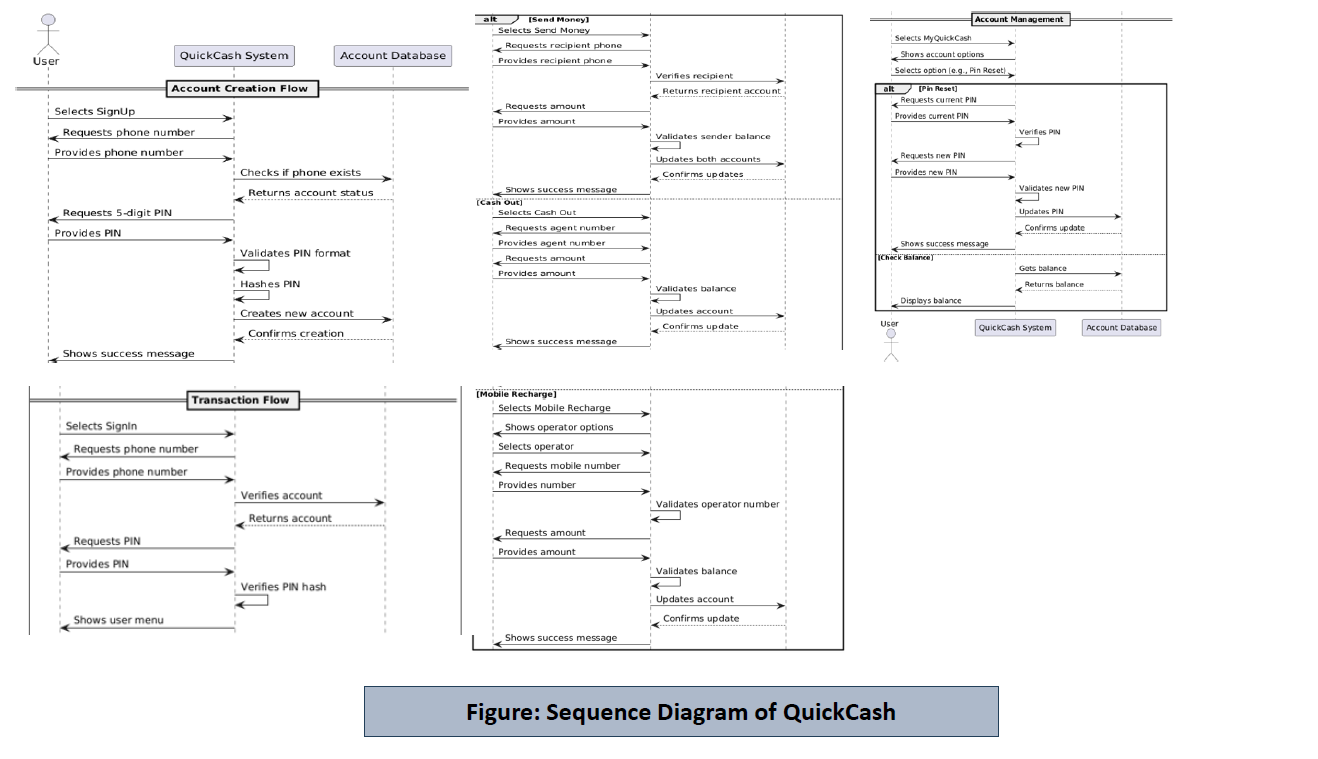 User
QuickCash System
Account Database
Account Creation Flow
Selects SignUp
Requests phone number
Provides phone number
Checks if phone exists
Returns account status
Requests 5-digit PIN
Provides PIN
Validates PIN format
Hashes PIN
Creates new account
Confirms creation
Shows success message
Transaction Flow
Selects SignIn
Requests phone number
Provides phone number
Verifies account
Returns account
Requests PIN
Provides PIN
Verifies PIN hash
Shows user menu
alt [Send Money]
Selects Send Money
Requests recipient phone
Provides recipient phone
Verifies recipient
Returns recipient account
Requests amount
Provides amount
Validates sender balance
Updates both accounts
Confirms updates
Shows success message
[Cash Out]
Selects Cash Out
Requests agent number
Provides agent number
Requests amount
Provides amount
Validates balance
Updates account
Confirms update
Shows success message
[Mobile Recharge]
Selects Mobile Recharge
Shows operator options
Selects operator
Requests mobile number
Provides number
Validates operator number
Requests amount
Provides amount
Validates balance
Updates account
Confirms update
Shows success message
Account Management
Selects MyQuickCash
Shows account options
Selects option (e.g., Pin Reset)
alt [Pin Reset]
Requests current PIN
Provides current PIN
Verifies PIN
Requests new PIN
Provides new PIN
Validates new PIN
Updates PIN
Confirms update
Shows success message
[Check Balance]
Gets balance
Returns balance
Displays balance
User
QuickCash System
Account Database
Figure: Sequence Diagram of QuickCash